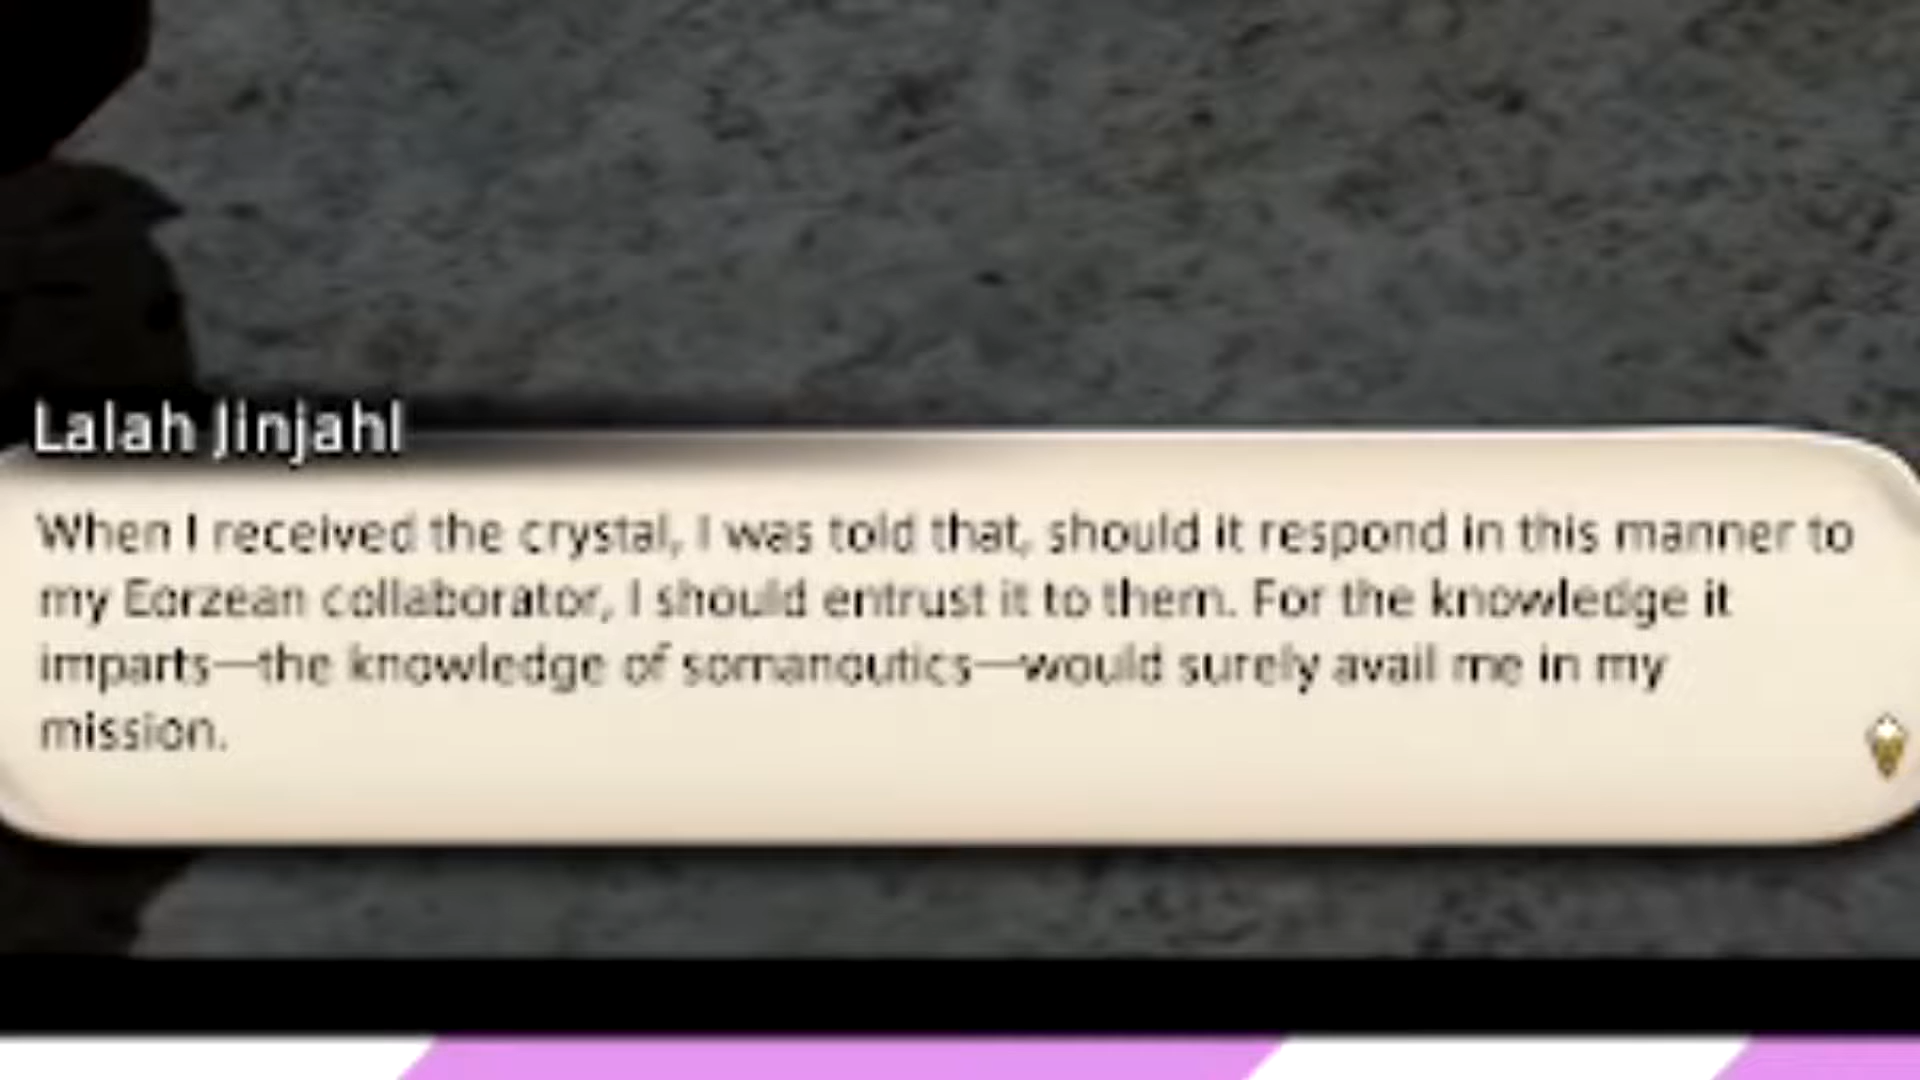 Lalah Jinjahl
When I received the crystal, I was told that, should it respond in this manner to
my Eorzean collaborator, I should entrust it to them. For the knowledge it
imparts—the knowledge of somanoutics—would surely avail me in my
mission.